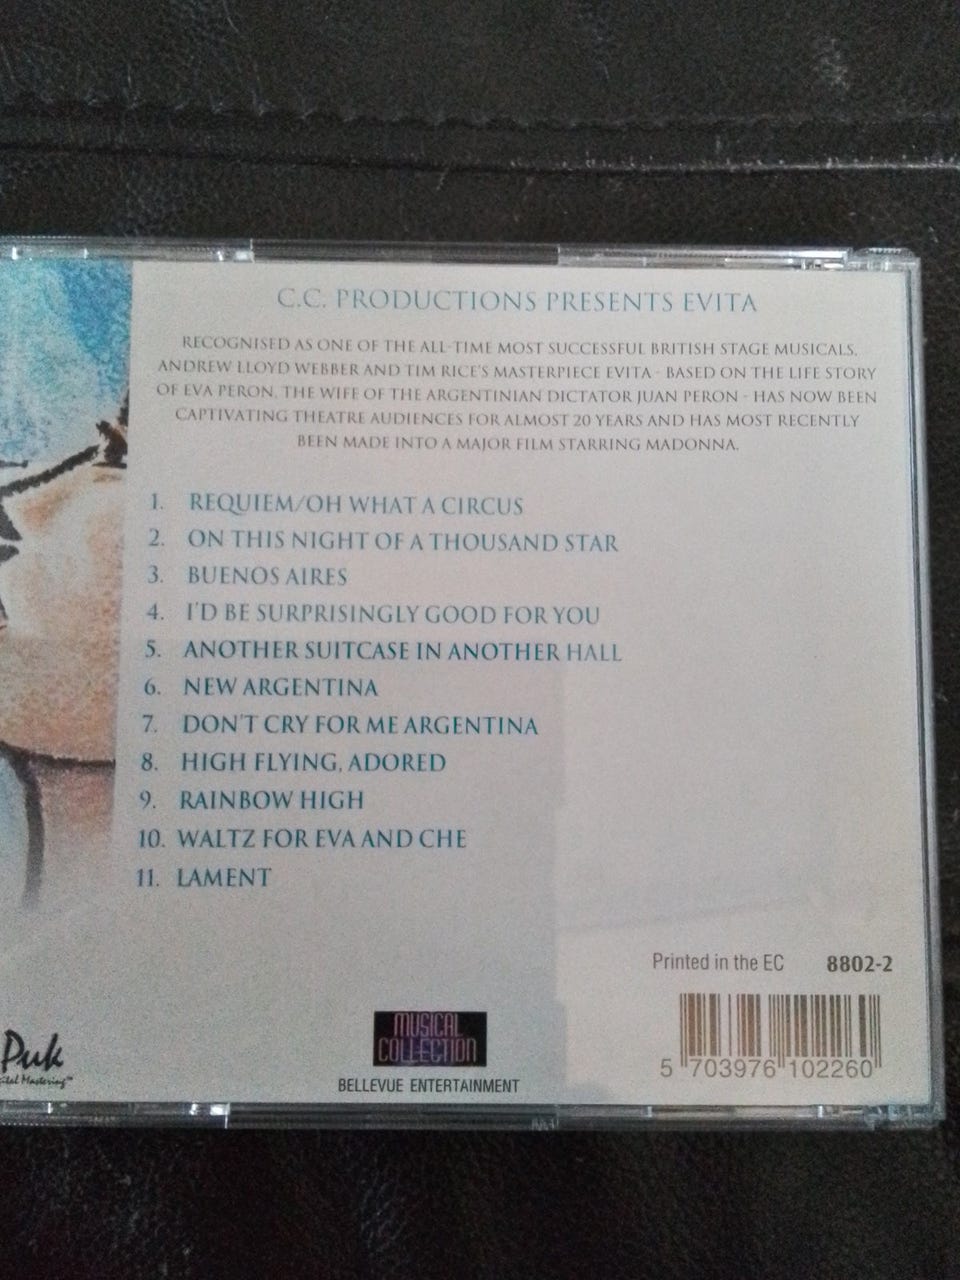 C.C. PRODUCTIONS PRESENTS EVITA
RECOGNISED AS ONE OF THE ALL-TIME MOST SUCCESSFUL BRITISH STAGE MUSICALS,
ANDREW LLOYD WEBBER AND TIM RICE'S MASTERPIECE EVITA - BASED ON THE LIFE STORY
OF EVA PERON, THE WIFE OF THE ARGENTINIAN DICTATOR JUAN PERON - HAS NOW BEEN
CAPTIVATING THEATRE AUDIENCES FOR ALMOST 20 YEARS AND HAS MOST RECENTLY
BEEN MADE INTO A MAJOR FILM STARRING MADONNA.
1. REQUIEM/OH WHAT A CIRCUS
2. ON THIS NIGHT OF A THOUSAND STAR
3. BUENOS AIRES
4. I'D BE SURPRISINGLY GOOD FOR YOU
5. ANOTHER SUITCASE IN ANOTHER HALL
6. NEW ARGENTINA
7. DON'T CRY FOR ME ARGENTINA
8. HIGH FLYING, ADORED
9. RAINBOW HIGH
10. WALTZ FOR EVA AND CHE
11. LAMENT
Printed in the EC 8802-2
Puk
Mastering™
MUSICAL
COLLECTION
BELLEVUE ENTERTAINMENT
5 703976 102260